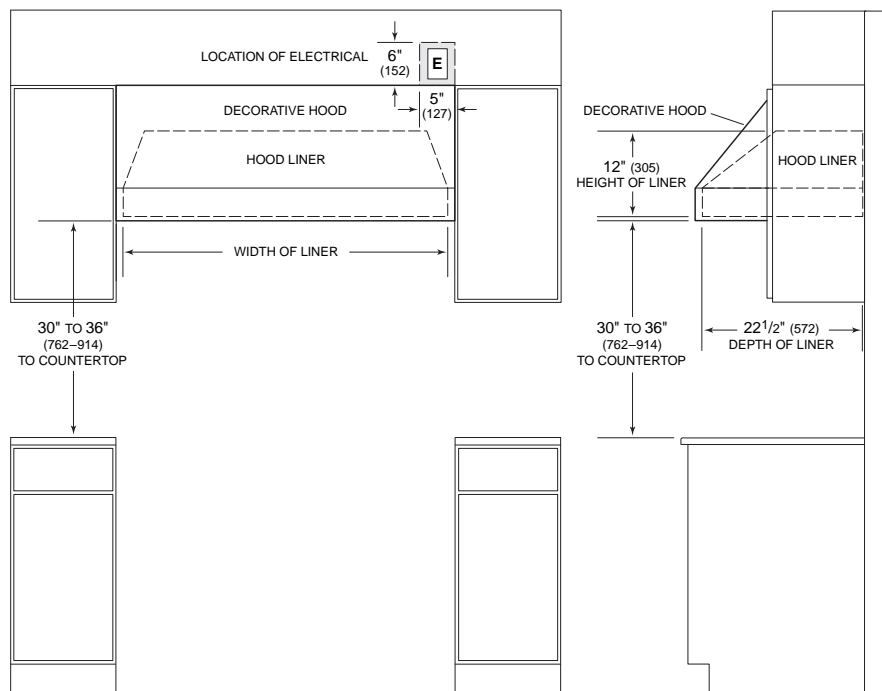 LOCATION OF ELECTRICAL
6"
(152)
E
5"
(127)
DECORATIVE HOOD
HOOD LINER
WIDTH OF LINER
30" TO 36"
(762–914)
TO COUNTERTOP
DECORATIVE HOOD
HOOD LINER
12" (305)
HEIGHT OF LINER
30" TO 36"
(762–914)
TO COUNTERTOP
22 1/2" (572)
DEPTH OF LINER